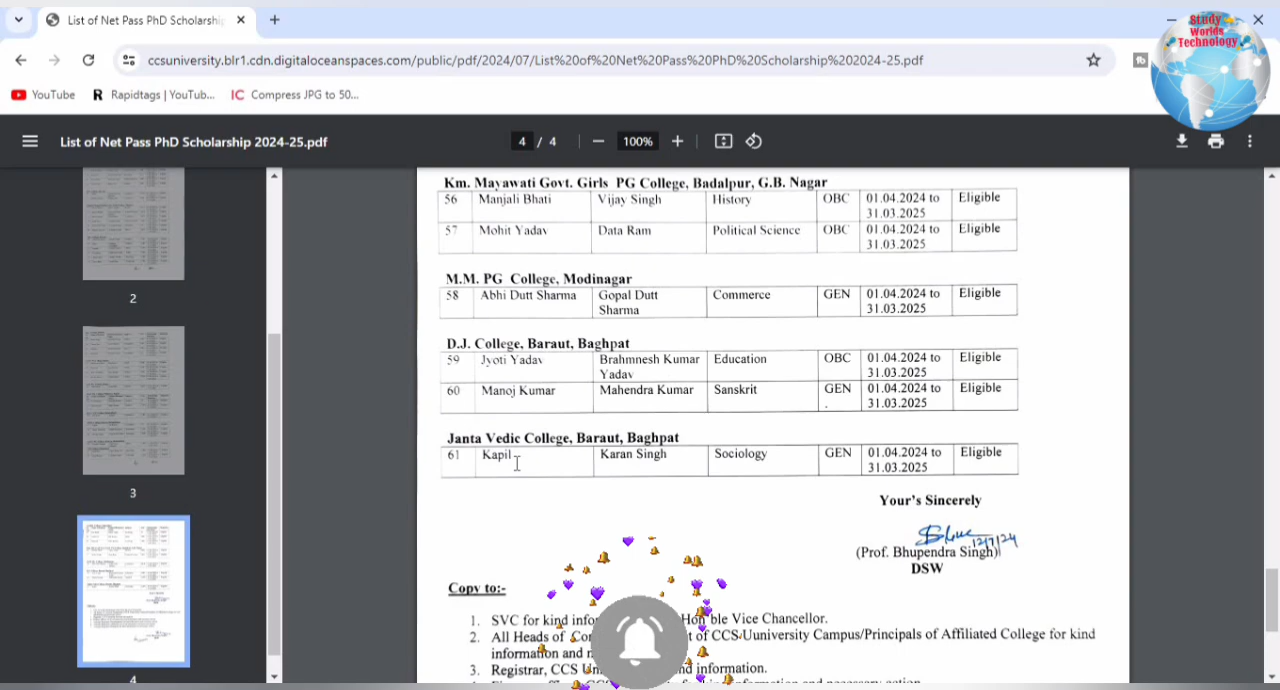 List of Net Pass PhD Scholarshi
Study
Worlds
Technology
ccsuniversity.blr1.cdn.digitaloceanspaces.com/public/pdf/2024/07/List%20of%20Net%20Pass%20PhD%20Scholarship%202024-25.pdf
YouTube
Rapidtags | YouTub...
IC Compress JPG to 50...
List of Net Pass PhD Scholarship 2024-25.pdf
4 / 4
100%
2
3
4
Km. Mayawati Govt. Girls PG College, Badalpur, G.B. Nagar
56 Manjali Bhati Vijay Singh History OBC 01.04.2024 to Eligible
31.03.2025
57 Mohit Yadav Data Ram Political Science OBC 01.04.2024 to Eligible
31.03.2025
M.M. PG College, Modinagar
58 Abhi Dutt Sharma Gopal Dutt Commerce GEN 01.04.2024 to Eligible
Sharma 31.03.2025
D.J. College, Baraut, Baghpat
59 Jyoti Yadav Brahmnesh Kumar Education OBC 01.04.2024 to Eligible
Yadav 31.03.2025
60 Manoj Kumar Mahendra Kumar Sanskrit GEN 01.04.2024 to Eligible
31.03.2025
Janta Vedic College, Baraut, Baghpat
61 Kapil Karan Singh Sociology GEN 01.04.2024 to Eligible
31.03.2025
Your's Sincerely
12/7/24
(Prof. Bhupendra Singh)
DSW
Copy to:-
1. SVC for kind Hon'ble Vice Chancellor.
2. All Heads of of CCS/Uuniversity Campus/Principals of Affiliated College for kind
information and
3. Registrar, CCS information.